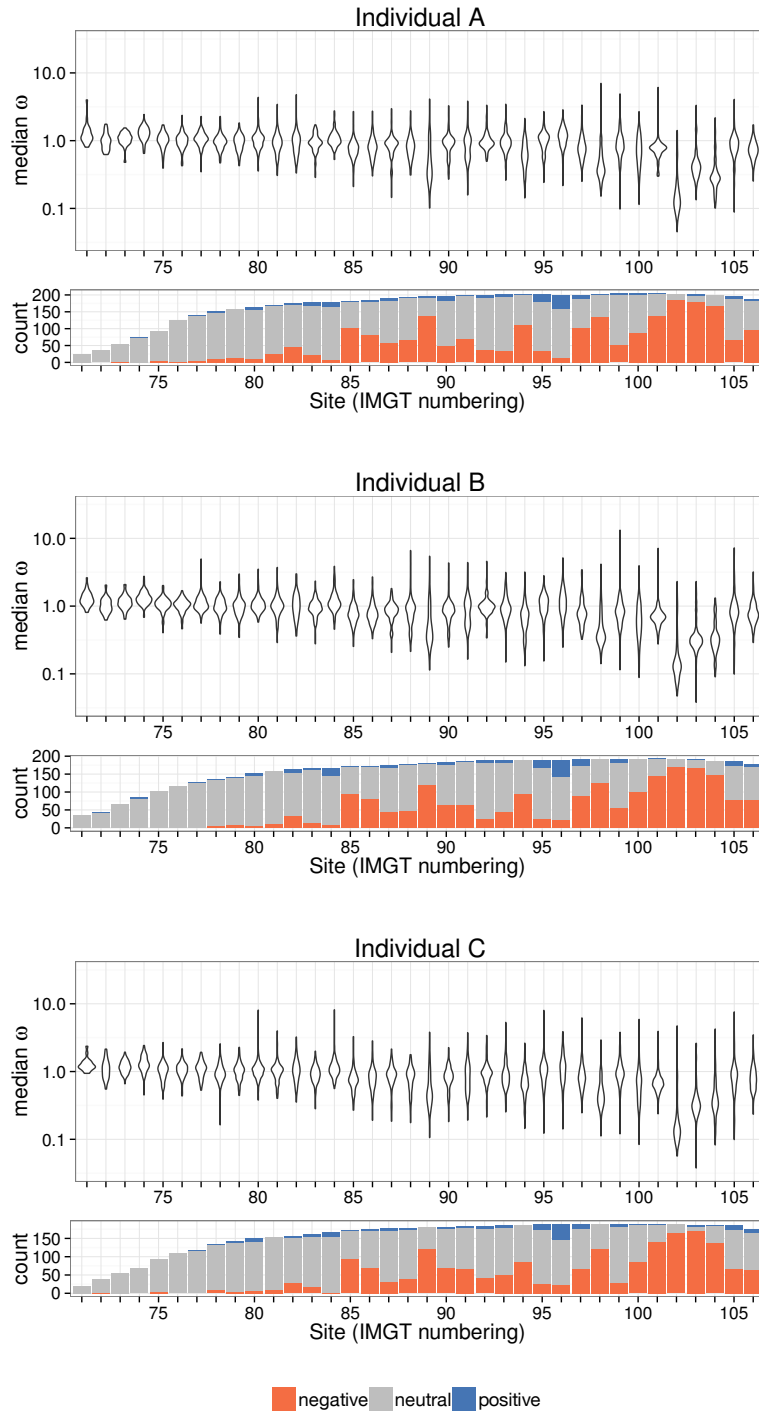 Individual A
median ω
10.0
1.0
0.1
75 80 85 90 95 100 105
count
200
150
100
50
0
75 80 85 90 95 100 105
Site (IMGT numbering)
Individual B
median ω
10.0
1.0
0.1
75 80 85 90 95 100 105
count
200
150
100
50
0
75 80 85 90 95 100 105
Site (IMGT numbering)
Individual C
median ω
10.0
1.0
0.1
75 80 85 90 95 100 105
count
150
100
50
0
75 80 85 90 95 100 105
Site (IMGT numbering)
negative neutral positive